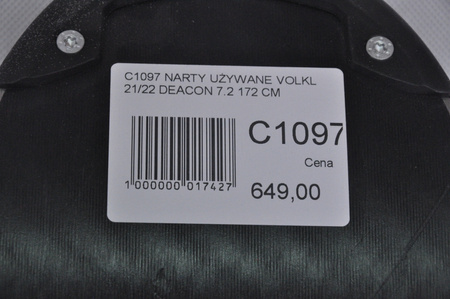 C1097 NARTY UŻYWANE VOLKL
21/22 DEACON 7.2 172 CM
C1097
Cena
649,00
1 000000 017427